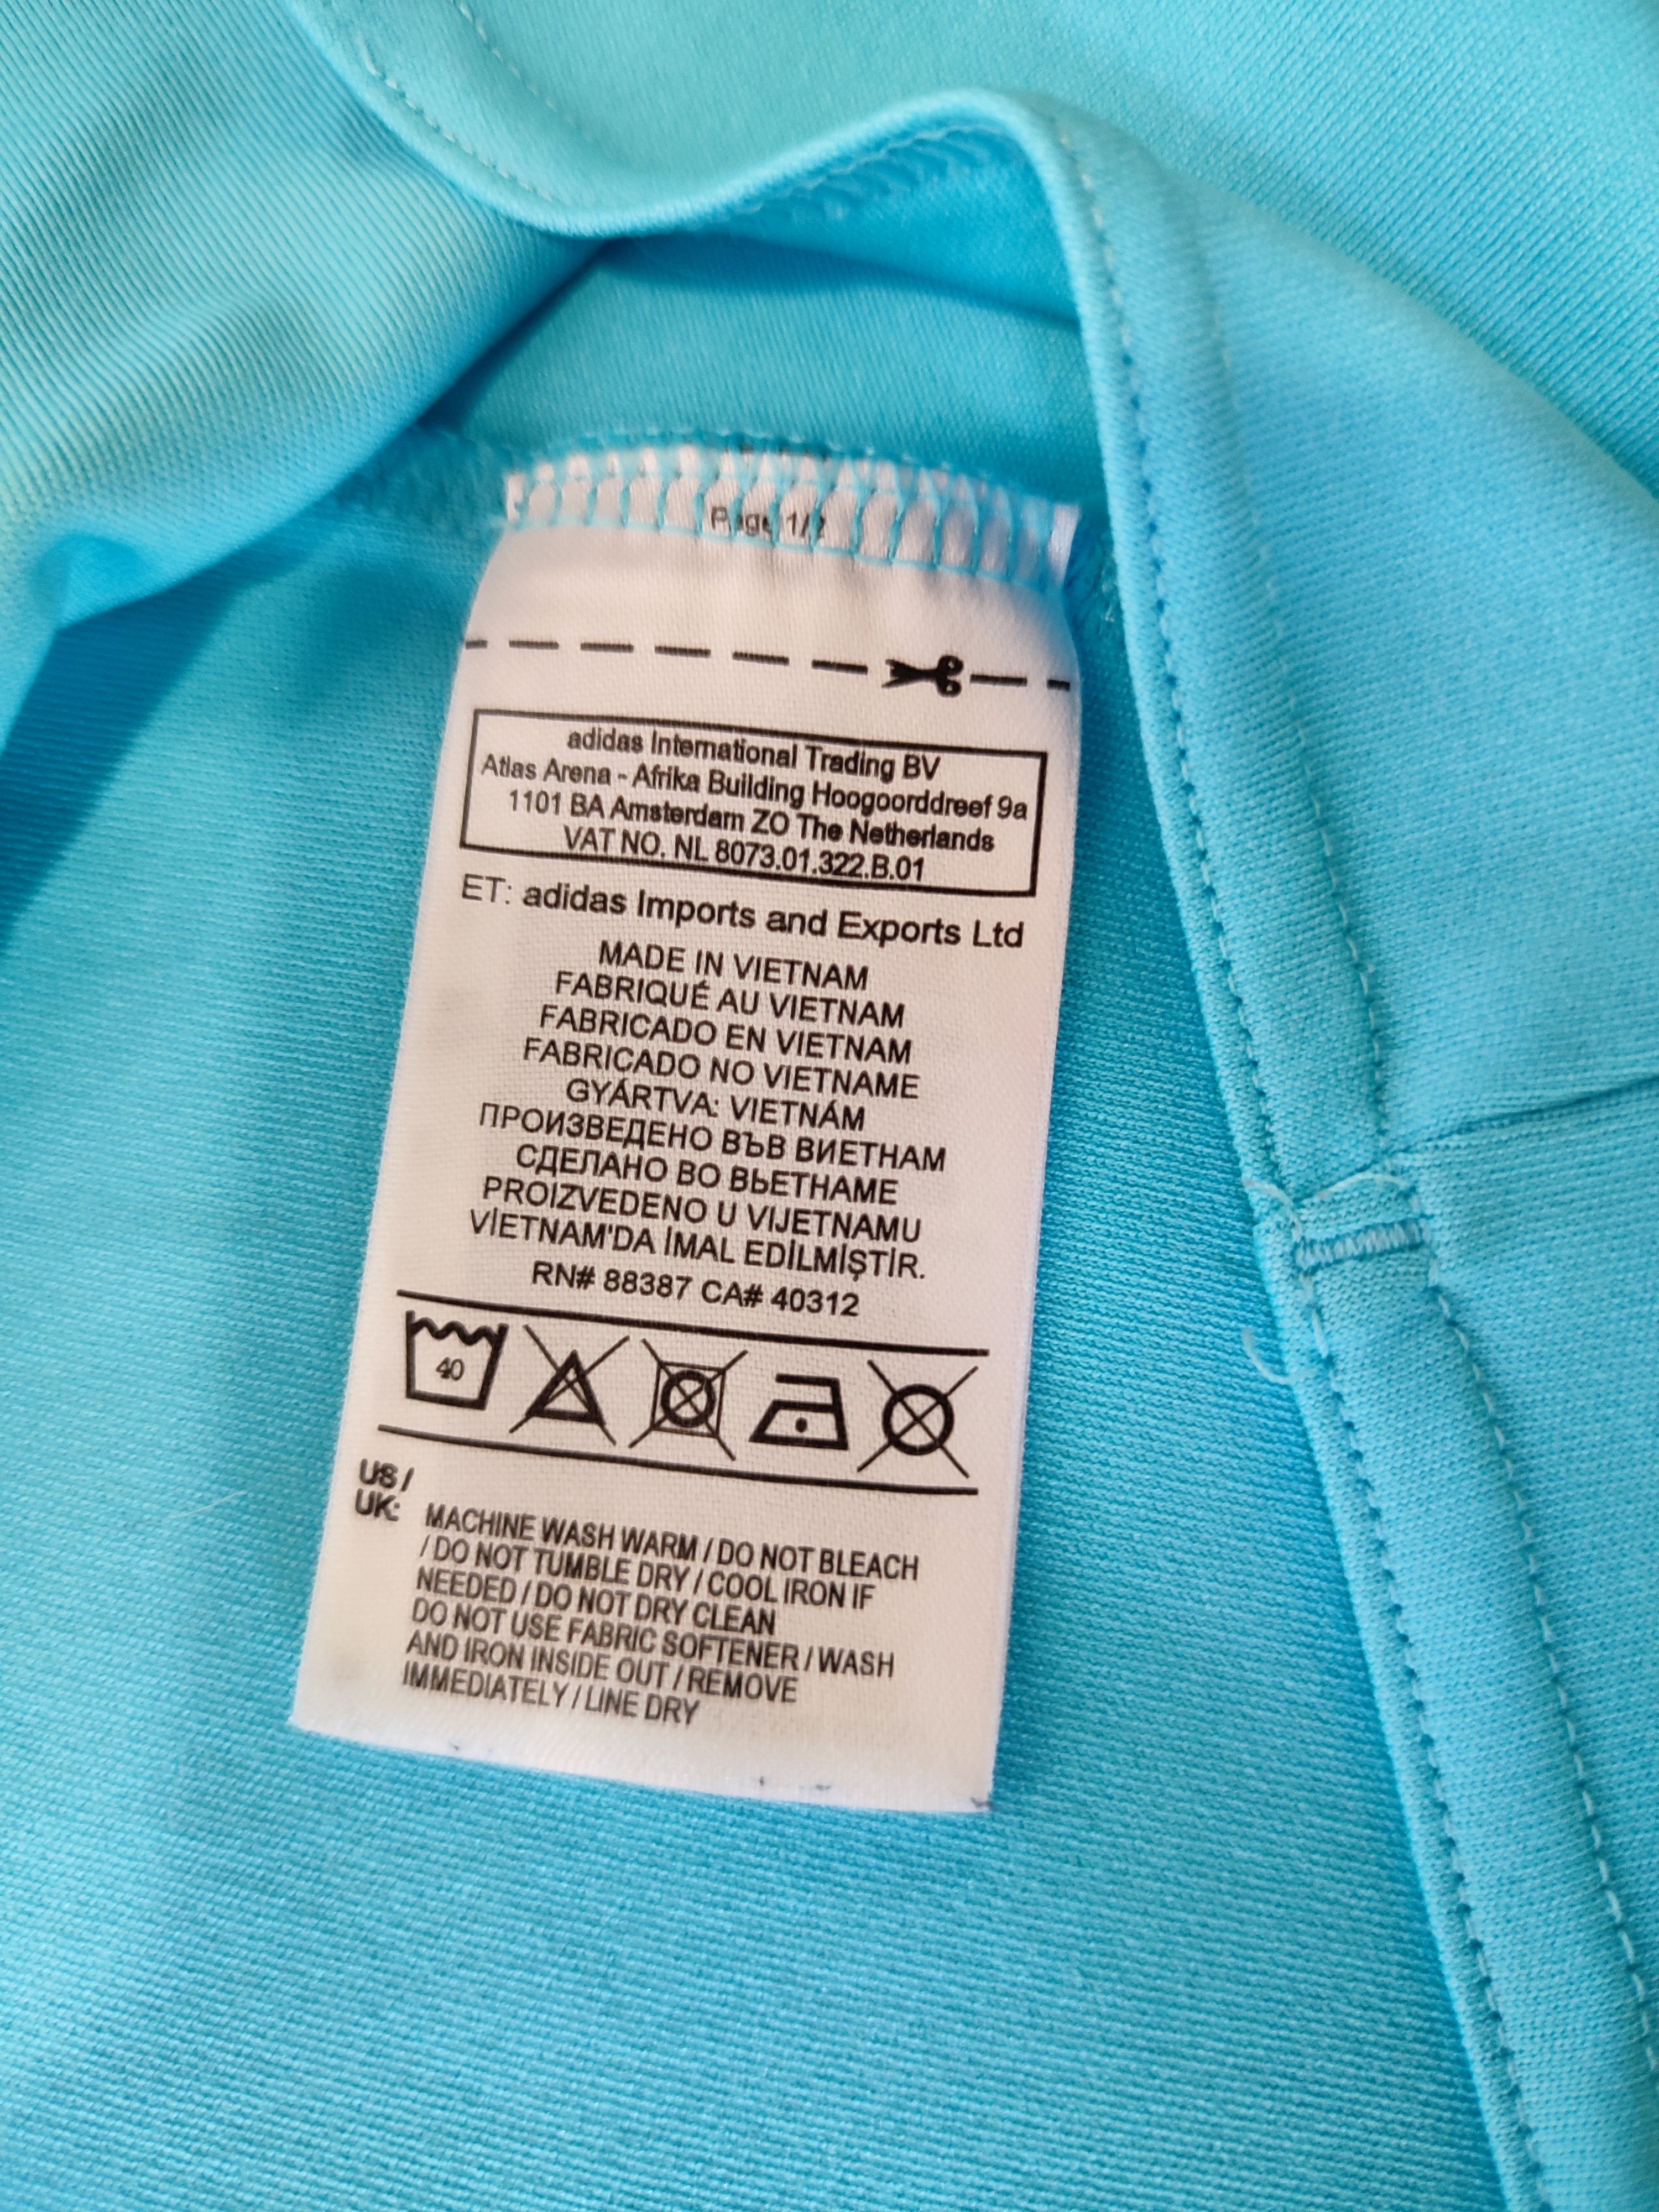 Page 1/2
adidas International Trading BV
Atlas Arena - Afrika Building Hoogoorddreef 9a
1101 BA Amsterdam ZO The Netherlands
VAT NO. NL 8073.01.322.B.01
ET: adidas Imports and Exports Ltd
MADE IN VIETNAM
FABRIQUÉ AU VIETNAM
FABRICADO EN VIETNAM
FABRICADO NO VIETNAME
GYÁRTVA: VIETNÁM
ПРОИЗВЕДЕНО ВЪВ ВИЕТНАМ
СДЕЛАНО ВО ВЬЕТНАМЕ
PROIZVEDENO U VIJETNAMU
VİETNAM'DA İMAL EDİLMİŞTİR.
RN# 88387 CA# 40312
40
US /
UK:
MACHINE WASH WARM / DO NOT BLEACH
/ DO NOT TUMBLE DRY / COOL IRON IF
NEEDED / DO NOT DRY CLEAN
DO NOT USE FABRIC SOFTENER / WASH
AND IRON INSIDE OUT / REMOVE
IMMEDIATELY / LINE DRY